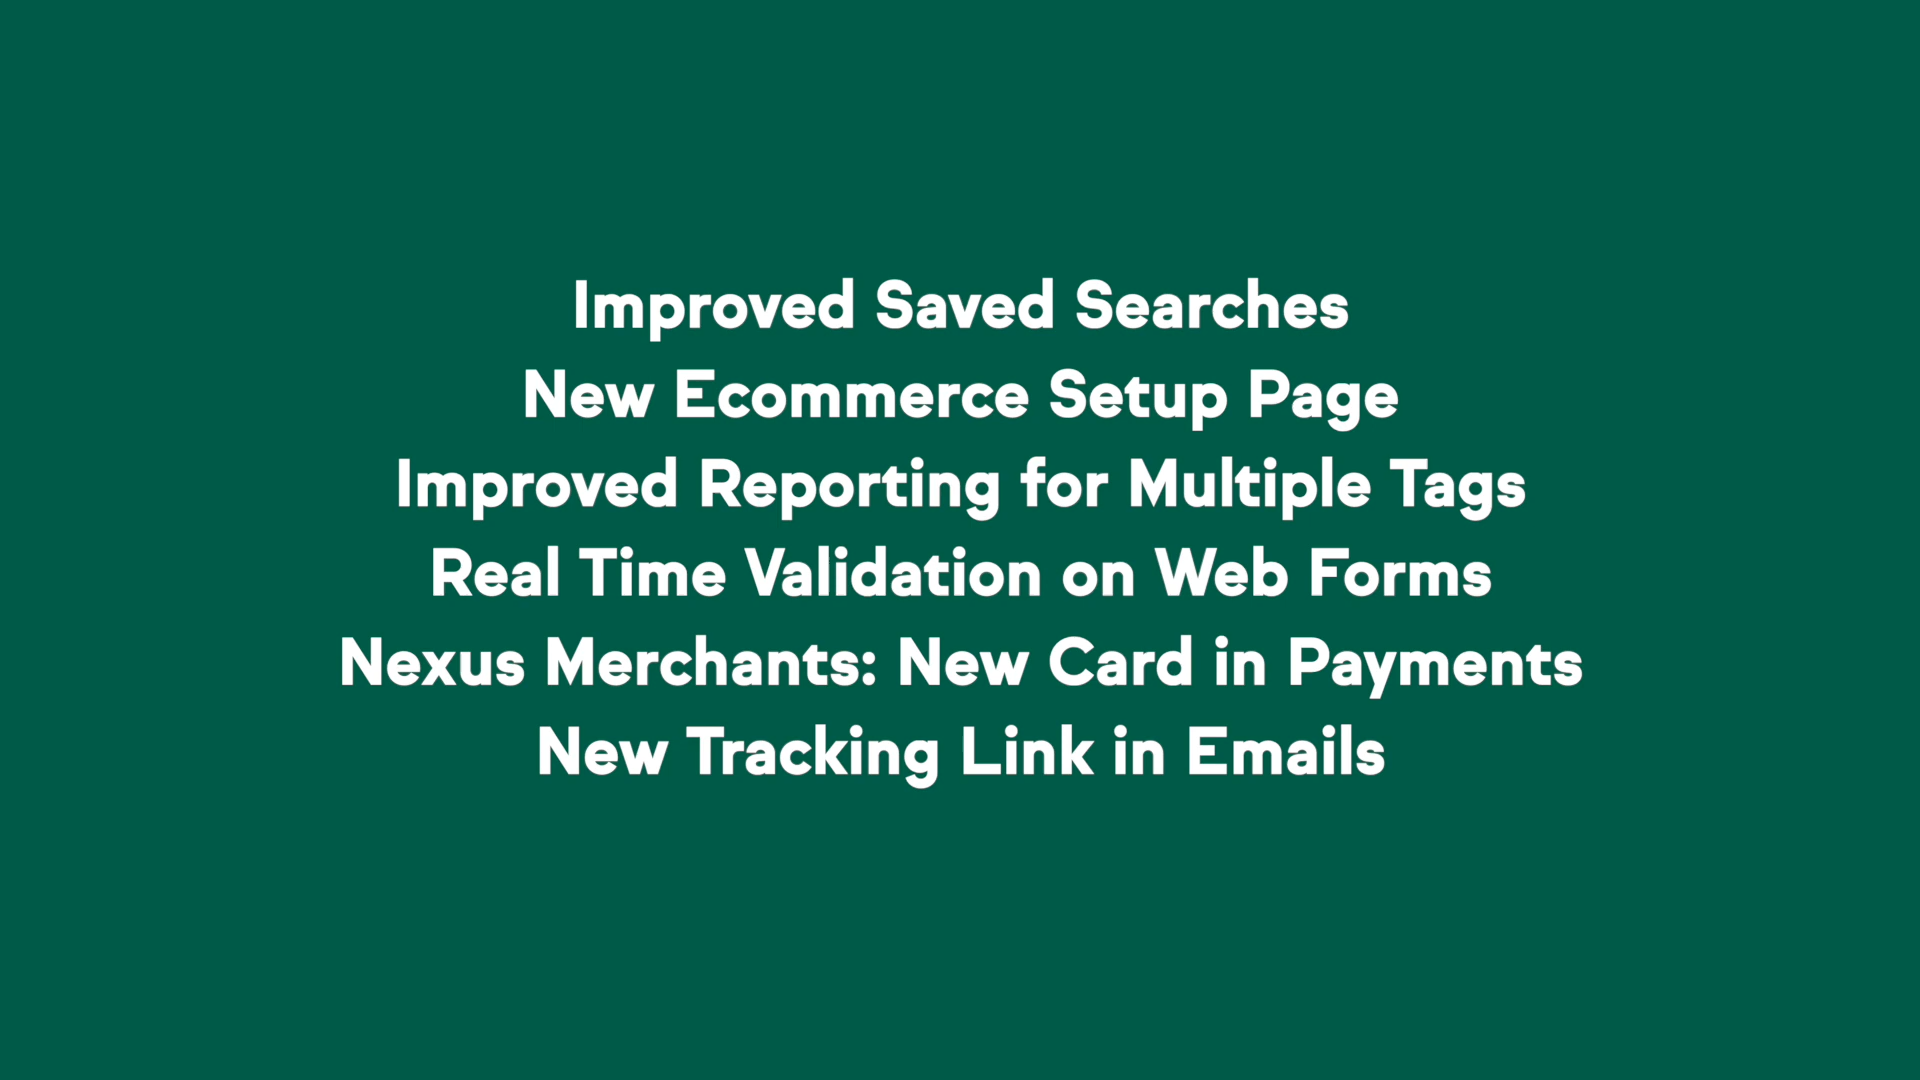 Improved Saved Searches
New Ecommerce Setup Page
Improved Reporting for Multiple Tags
Real Time Validation on Web Forms
Nexus Merchants: New Card in Payments
New Tracking Link in Emails